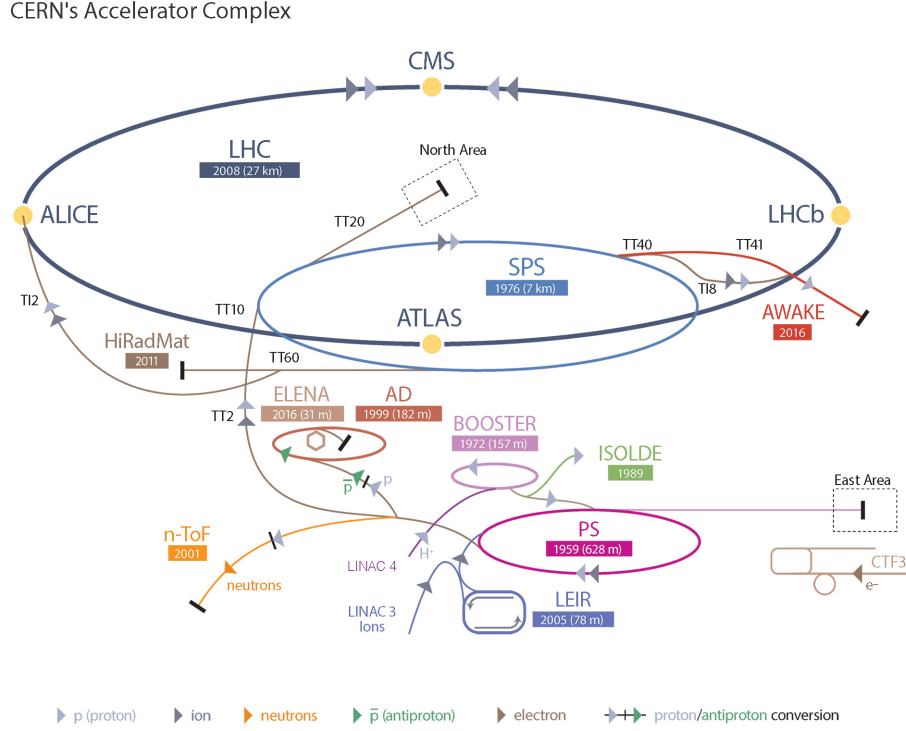 CERN's Accelerator Complex
CMS
LHC
2008 (27 km)
North Area
ALICE
TT20
LHCb
TT40
TT41
SPS
1976 (7 km)
TI8
TI2
TT10
ATLAS
AWAKE
2016
HiRadMat
2011
TT60
ELENA
2016 (31 m)
AD
1999 (182 m)
TT2
BOOSTER
1972 (157 m)
ISOLDE
1989
p̅
p
East Area
n-ToF
2001
PS
1959 (628 m)
H⁺
LINAC 4
neutrons
CTF3
e⁻
LINAC 3
Ions
LEIR
2005 (78 m)
p (proton)
ion
neutrons
p̅ (antiproton)
electron
proton/antiproton conversion